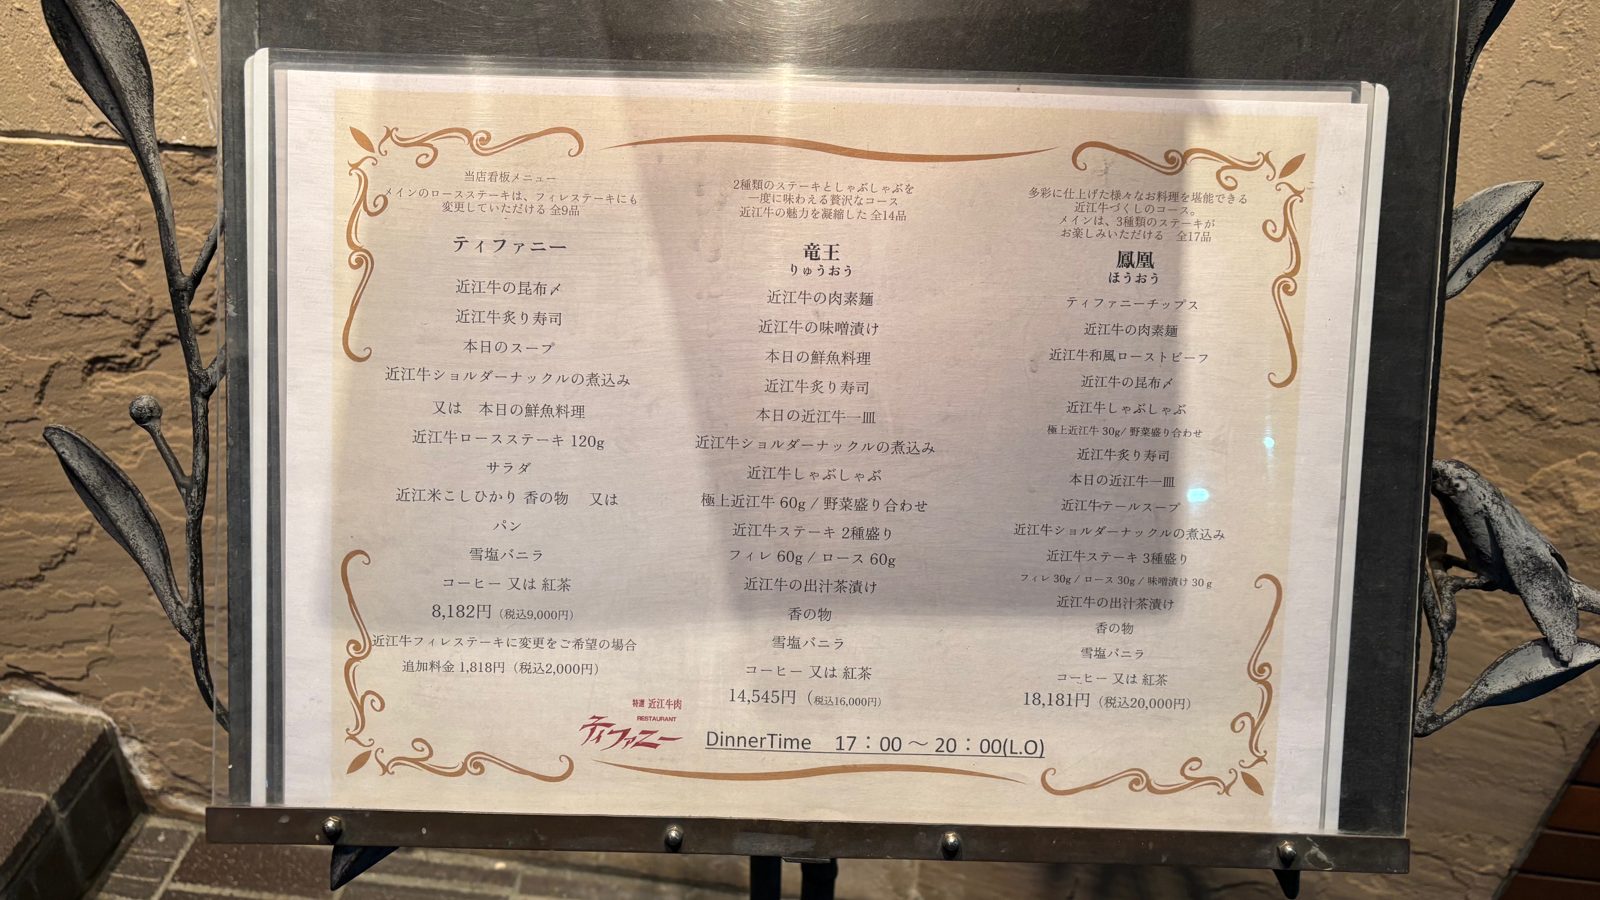 当店看板メニュー
メインのロースステーキは、フィレステーキにも
変更していただける 全9品
ティファニー
近江牛の昆布〆
近江牛炙り寿司
本日のスープ
近江牛ショルダーナックルの煮込み
又は 本日の鮮魚料理
近江牛ロースステーキ 120g
サラダ
近江米こしひかり 香の物 又は
パン
雪塩バニラ
コーヒー 又は 紅茶
8,182円(税込9,000円)
近江牛フィレステーキに変更をご希望の場合
追加料金 1,818円(税込2,000円)
2種類のステーキとしゃぶしゃぶを
一度に味わえる贅沢なコース
近江牛の魅力を凝縮した 全14品
竜王
りゅうおう
近江牛の肉素麺
近江牛の味噌漬け
本日の鮮魚料理
近江牛炙り寿司
本日の近江牛一皿
近江牛ショルダーナックルの煮込み
近江牛しゃぶしゃぶ
極上近江牛 60g / 野菜盛り合わせ
近江牛ステーキ 2種盛り
フィレ 60g / ロース 60g
近江牛の出汁茶漬け
香の物
雪塩バニラ
コーヒー 又は 紅茶
14,545円(税込16,000円)
多彩に仕上げた様々なお料理を堪能できる
近江牛づくしのコース。
メインは、3種類のステーキが
お楽しみいただける 全17品
鳳凰
ほうおう
ティファニーチップス
近江牛の肉素麺
近江牛和風ローストビーフ
近江牛の昆布〆
近江牛しゃぶしゃぶ
極上近江牛 30g/ 野菜盛り合わせ
近江牛炙り寿司
本日の近江牛一皿
近江牛テールスープ
近江牛ショルダーナックルの煮込み
近江牛ステーキ 3種盛り
フィレ 30g / ロース 30g / 味噌漬け 30g
近江牛の出汁茶漬け
香の物
雪塩バニラ
コーヒー 又は 紅茶
18,181円(税込20,000円)
特選 近江牛肉
RESTAURANT
ティファニー
DinnerTime 17：00～20：00(L.O)